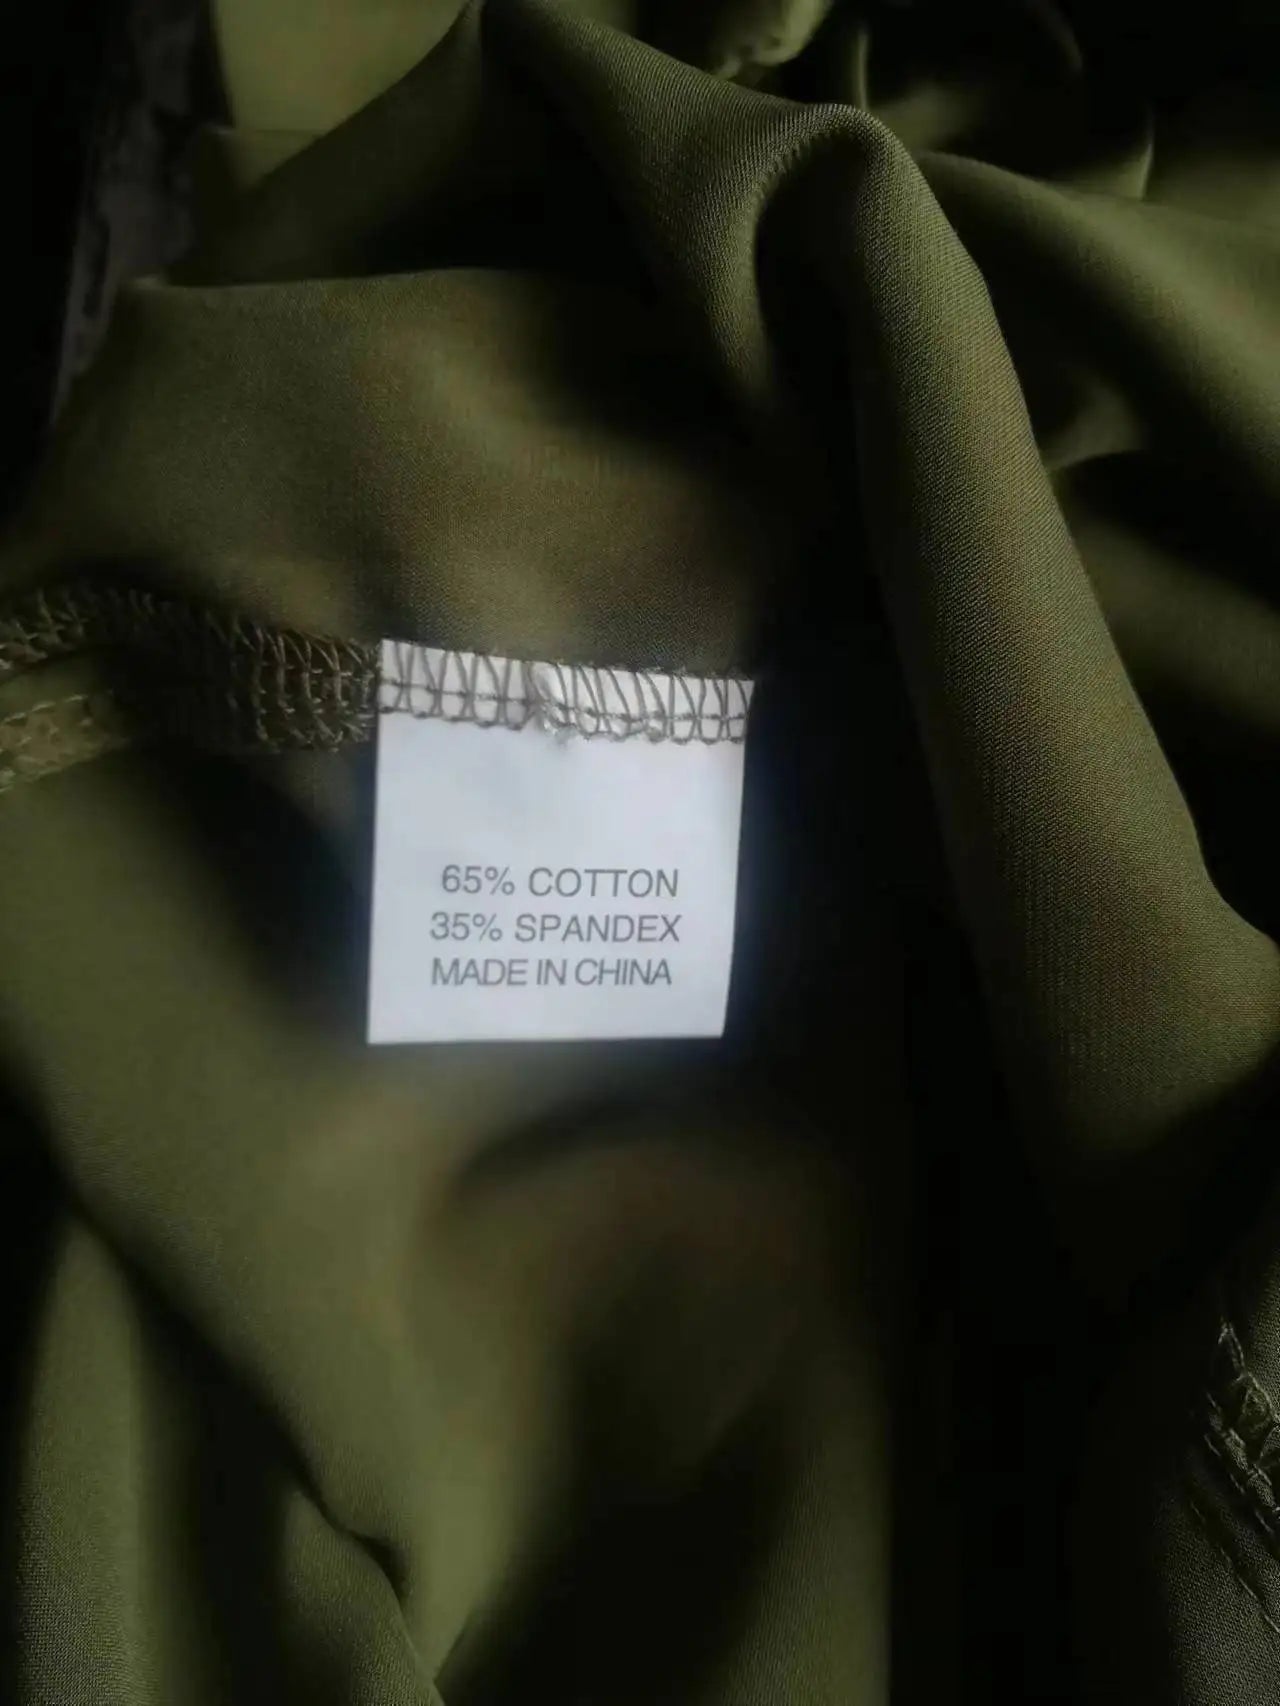 65% COTTON
35% SPANDEX
MADE IN CHINA